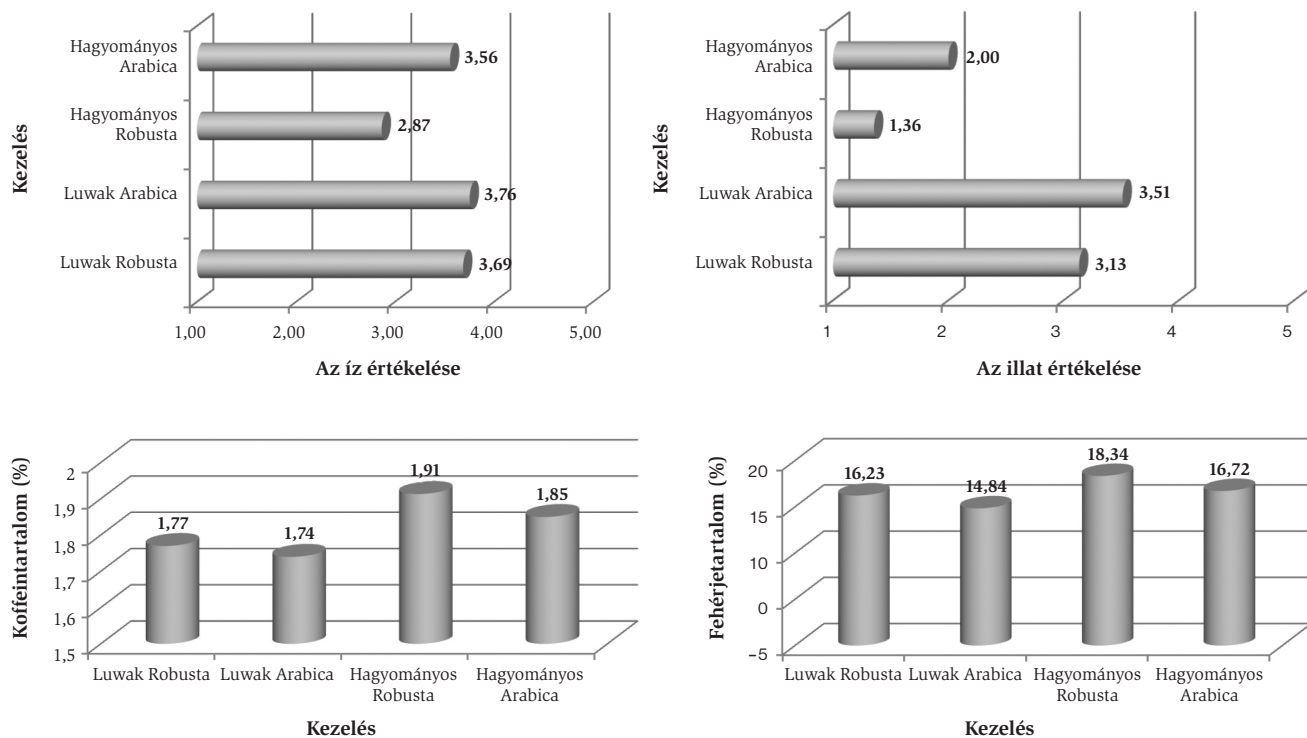 Kezelés
Hagyományos
Arabica
3,56
Hagyományos
Robusta
2,87
Luwak Arabica
3,76
Luwak Robusta
3,69
1,00 2,00 3,00 4,00 5,00
Az íz értékelése
Kezelés
Hagyományos
Arabica
2,00
Hagyományos
Robusta
1,36
Luwak Arabica
3,51
Luwak Robusta
3,13
1 2 3 4 5
Az illat értékelése
Koffeintartalom (%)
2
1,9
1,8
1,7
1,6
1,5
1,77
1,74
1,91
1,85
Luwak Robusta Luwak Arabica Hagyományos Hagyományos
Robusta Arabica
Kezelés
Fehérjetartalom (%)
20
15
10
0
–5
16,23
14,84
18,34
16,72
Luwak Robusta Luwak Arabica Hagyományos Hagyományos
Robusta Arabica
Kezelés